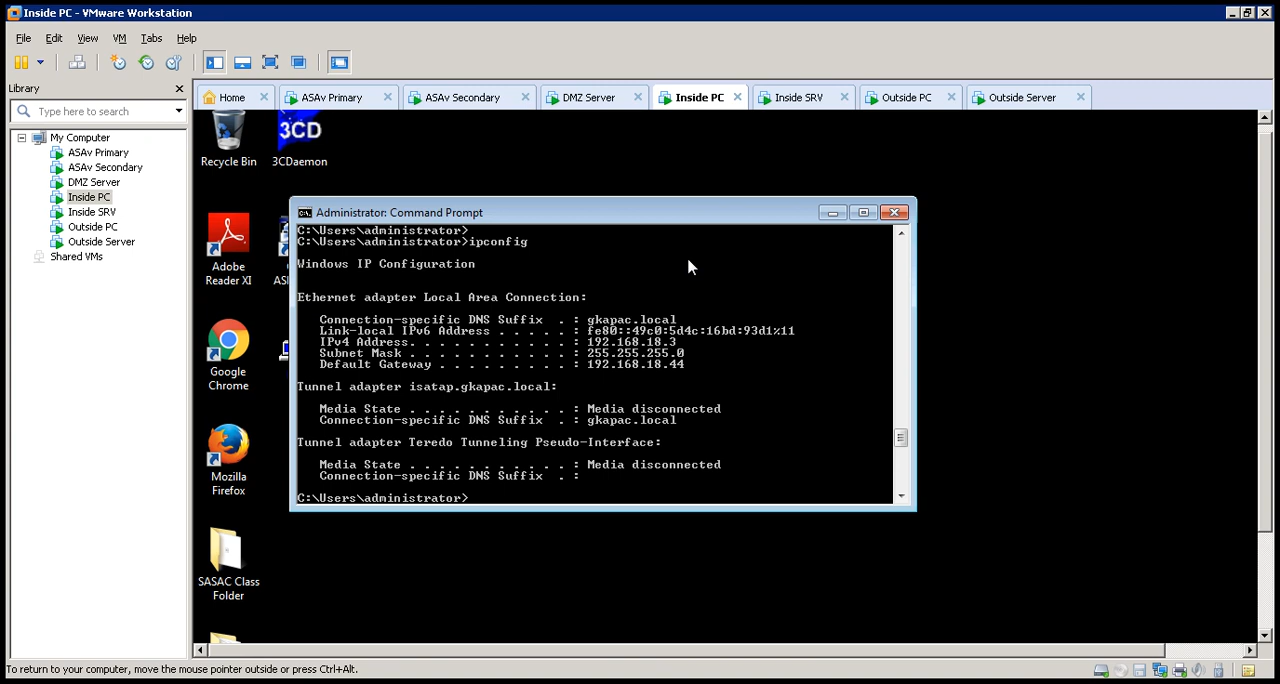 Inside PC - VMware Workstation
File Edit View VM Tabs Help
Library
Type here to search
Home
ASAv Primary
ASAv Secondary
DMZ Server
Inside PC
Inside SRV
Outside PC
Outside Server
My Computer
ASAv Primary
ASAv Secondary
DMZ Server
Inside PC
Inside SRV
Outside PC
Outside Server
Shared VMs
3CD
Recycle Bin
3CDaemon
Adobe
Reader XI
Google
Chrome
Mozilla
Firefox
SASAC Class
Folder
Administrator: Command Prompt
C:\Users\administrator>
C:\Users\administrator>ipconfig
Windows IP Configuration
Ethernet adapter Local Area Connection:
Connection-specific DNS Suffix . : gkapac.local
Link-local IPv6 Address . . . . . : fe80::49c0:5d4c:16bd:93d1%11
IPv4 Address. . . . . . . . . . . : 192.168.18.3
Subnet Mask . . . . . . . . . . . : 255.255.255.0
Default Gateway . . . . . . . . . : 192.168.18.44
Tunnel adapter isatap.gkapac.local:
Media State . . . . . . . . . . . : Media disconnected
Connection-specific DNS Suffix . : gkapac.local
Tunnel adapter Teredo Tunneling Pseudo-Interface:
Media State . . . . . . . . . . . : Media disconnected
Connection-specific DNS Suffix . :
C:\Users\administrator>
To return to your computer, move the mouse pointer outside or press Ctrl+Alt.